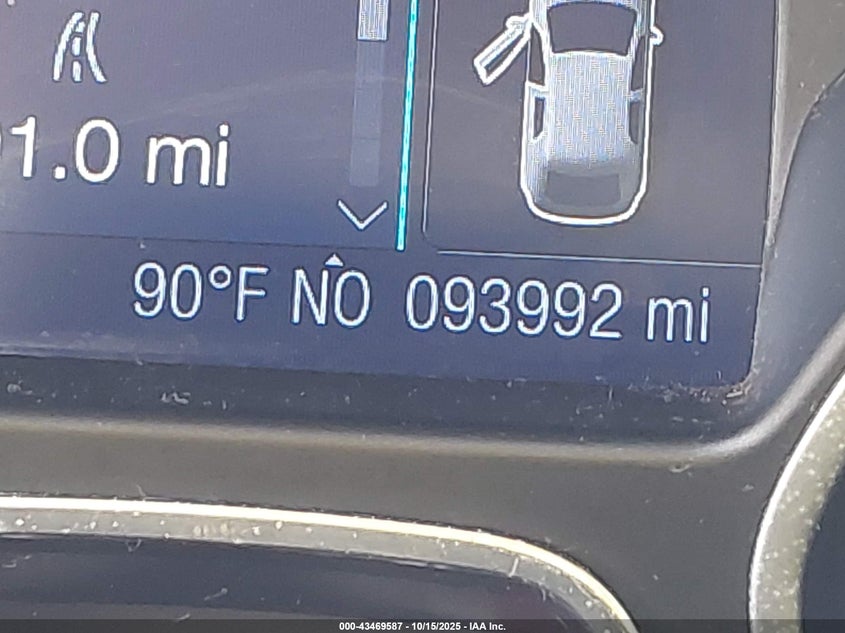 1.0 mi
90°F NO 093992 mi
000-43469587 - 10/15/2025 - IAA Inc.